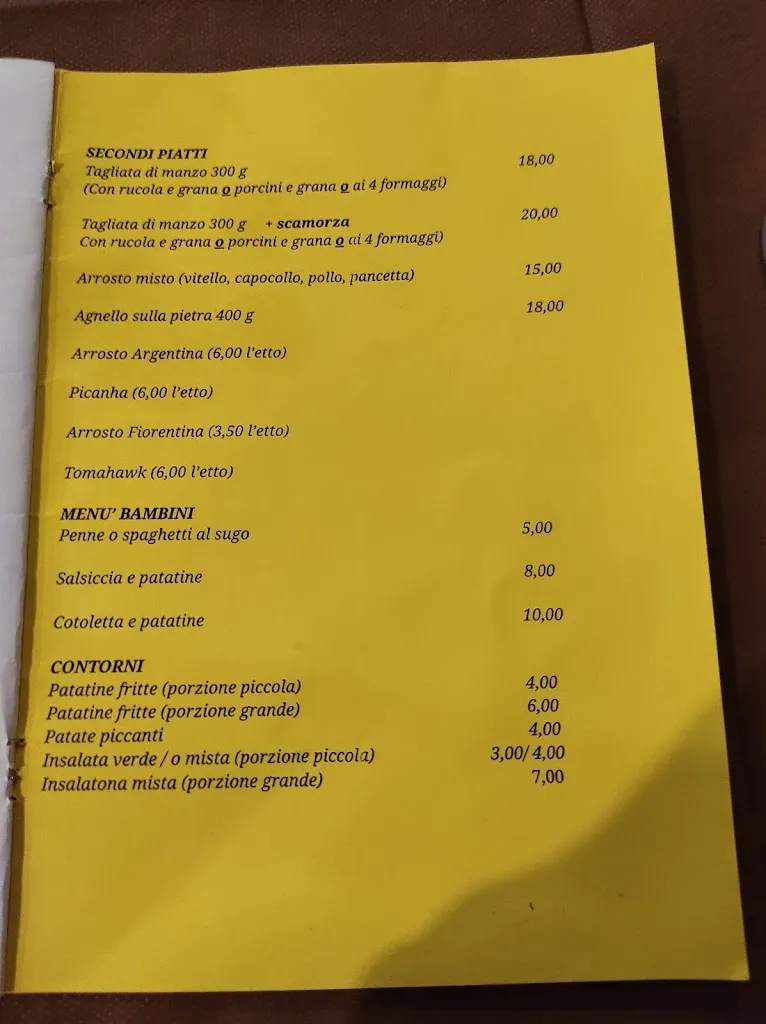 SECONDI PIATTI
Tagliata di manzo 300 g 18,00
(Con rucola e grana o porcini e grana o ai 4 formaggi)
Tagliata di manzo 300 g + scamorza 20,00
Con rucola e grana o porcini e grana o ai 4 formaggi)
Arrosto misto (vitello, capocollo, pollo, pancetta) 15,00
Agnello sulla pietra 400 g 18,00
Arrosto Argentina (6,00 l'etto)
Picanha (6,00 l'etto)
Arrosto Fiorentina (3,50 l'etto)
Tomahawk (6,00 l'etto)
MENU' BAMBINI
Penne o spaghetti al sugo 5,00
Salsiccia e patatine 8,00
Cotoletta e patatine 10,00
CONTORNI
Patatine fritte (porzione piccola) 4,00
Patatine fritte (porzione grande) 6,00
Patate piccanti 4,00
Insalata verde / o mista (porzione piccola) 3,00/ 4,00
Insalatona mista (porzione grande) 7,00